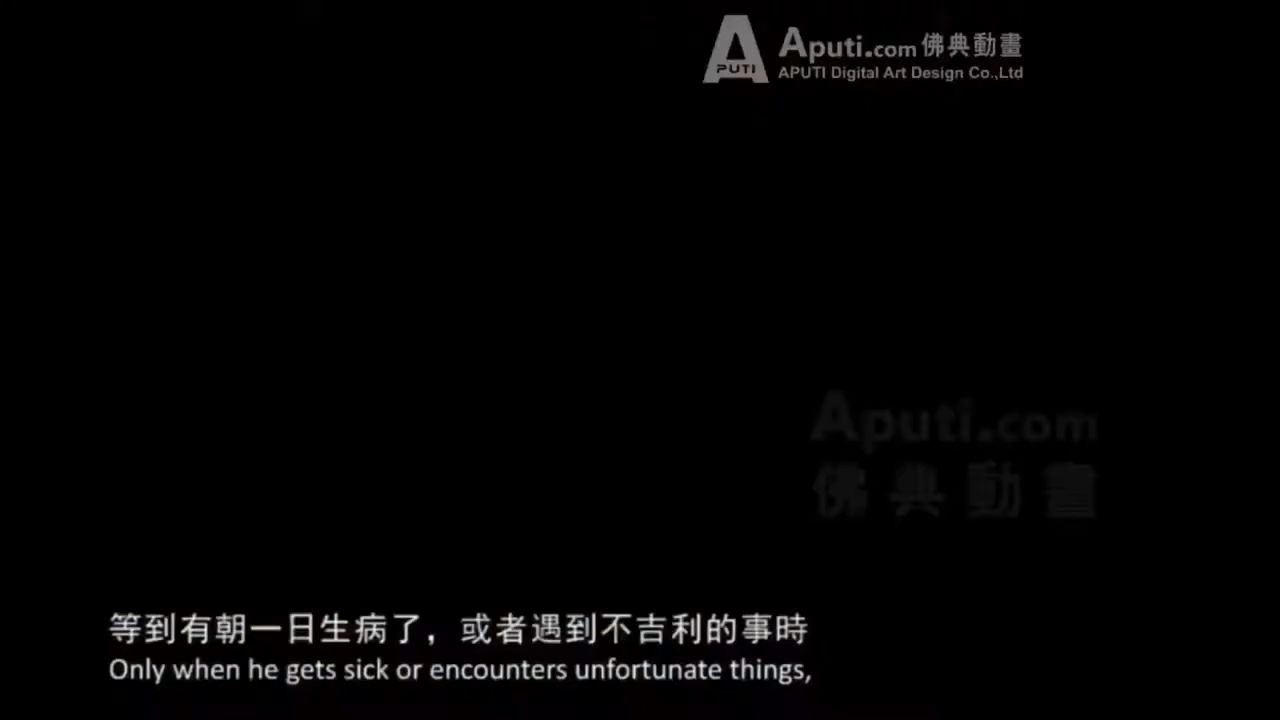 A PUTI
Aputi.com 佛典動畫
APUTI Digital Art Design Co.,Ltd
Aputi.com
佛典動畫
等到有朝一日生病了，或者遇到不吉利的事時
Only when he gets sick or encounters unfortunate things,